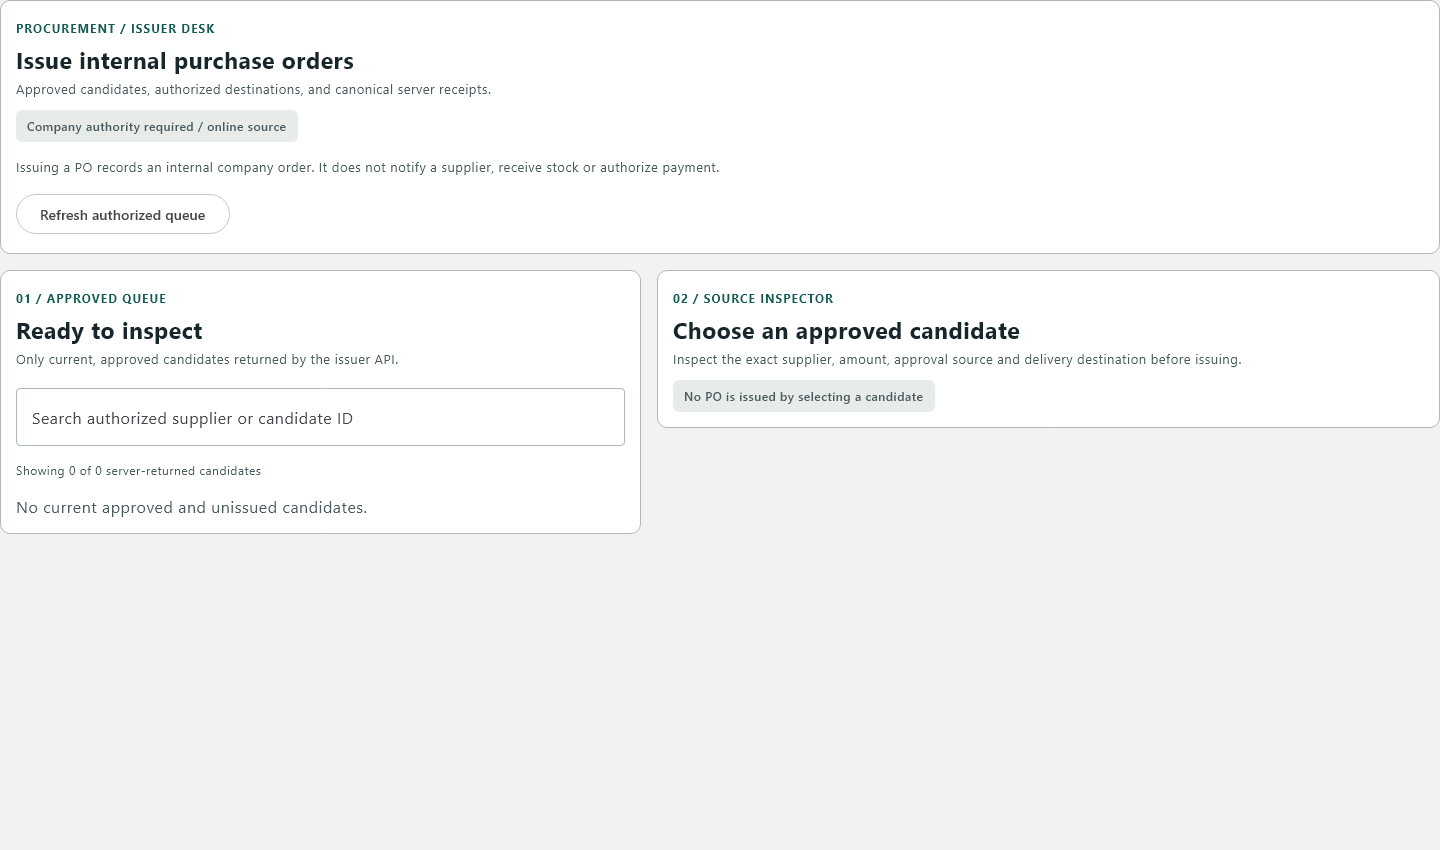 PROCUREMENT / ISSUER DESK
Issue internal purchase orders
Approved candidates, authorized destinations, and canonical server receipts.
Company authority required / online source
Issuing a PO records an internal company order. It does not notify a supplier, receive stock or authorize payment.
Refresh authorized queue
01 / APPROVED QUEUE
Ready to inspect
Only current, approved candidates returned by the issuer API.
Search authorized supplier or candidate ID
Showing 0 of 0 server-returned candidates
No current approved and unissued candidates.
02 / SOURCE INSPECTOR
Choose an approved candidate
Inspect the exact supplier, amount, approval source and delivery destination before issuing.
No PO is issued by selecting a candidate